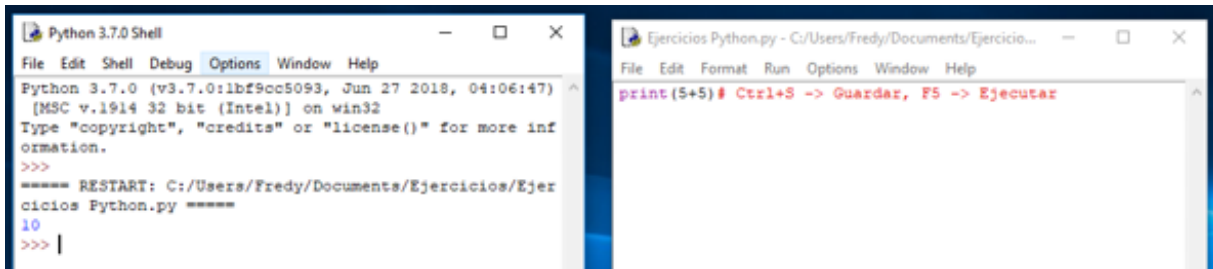 Python 3.7.0 Shell
File Edit Shell Debug Options Window Help
Python 3.7.0 (v3.7.0:1bf9cc5093, Jun 27 2018, 04:06:47)
[MSC v.1914 32 bit (Intel)] on win32
Type "copyright", "credits" or "license()" for more inf
ormation.
>>>
===== RESTART: C:/Users/Fredy/Documents/Ejercicios/Ejer
cicios Python.py =====
10
>>>
Ejercicios Python.py - C:/Users/Fredy/Documents/Ejercicio...
File Edit Format Run Options Window Help
print(5+5)# Ctrl+S -> Guardar, F5 -> Ejecutar